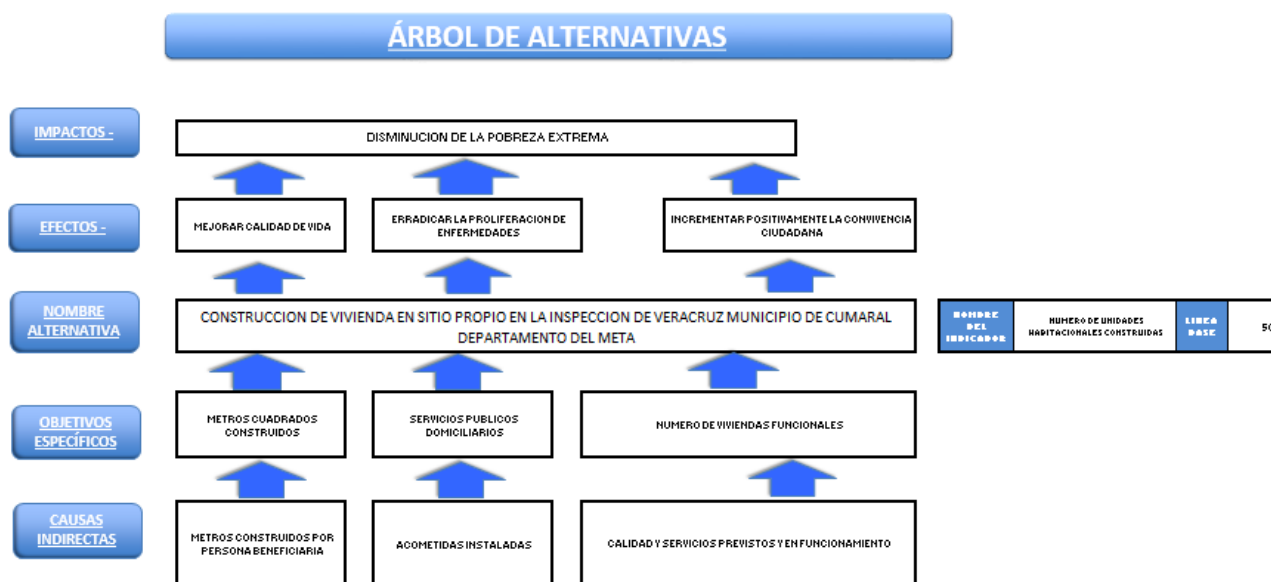 ÁRBOL DE ALTERNATIVAS
IMPACTOS -
DISMINUCION DE LA POBREZA EXTREMA
EFECTOS -
MEJORAR CALIDAD DE VIDA
ERRADICAR LA PROLIFERACION DE
ENFERMEDADES
INCREMENTAR POSITIVAMENTE LA CONVIVENCIA
CIUDADANA
NOMBRE
ALTERNATIVA
CONSTRUCCION DE VIVIENDA EN SITIO PROPIO EN LA INSPECCION DE VERACRUZ MUNICIPIO DE CUMARAL
DEPARTAMENTO DEL META
NOMBRE
DEL
INDICADOR
NUMERO DE UNIDADES
HABITACIONALES CONSTRUIDAS
LINEA
BASE
50
OBJETIVOS
ESPECÍFICOS
METROS CUADRADOS
CONSTRUIDOS
SERVICIOS PUBLICOS
DOMICILIARIOS
NUMERO DE VIVIENDAS FUNCIONALES
CAUSAS
INDIRECTAS
METROS CONSTRUIDOS POR
PERSONA BENEFICIARIA
ACOMETIDAS INSTALADAS
CALIDAD Y SERVICIOS PREVISTOS Y EN FUNCIONAMIENTO